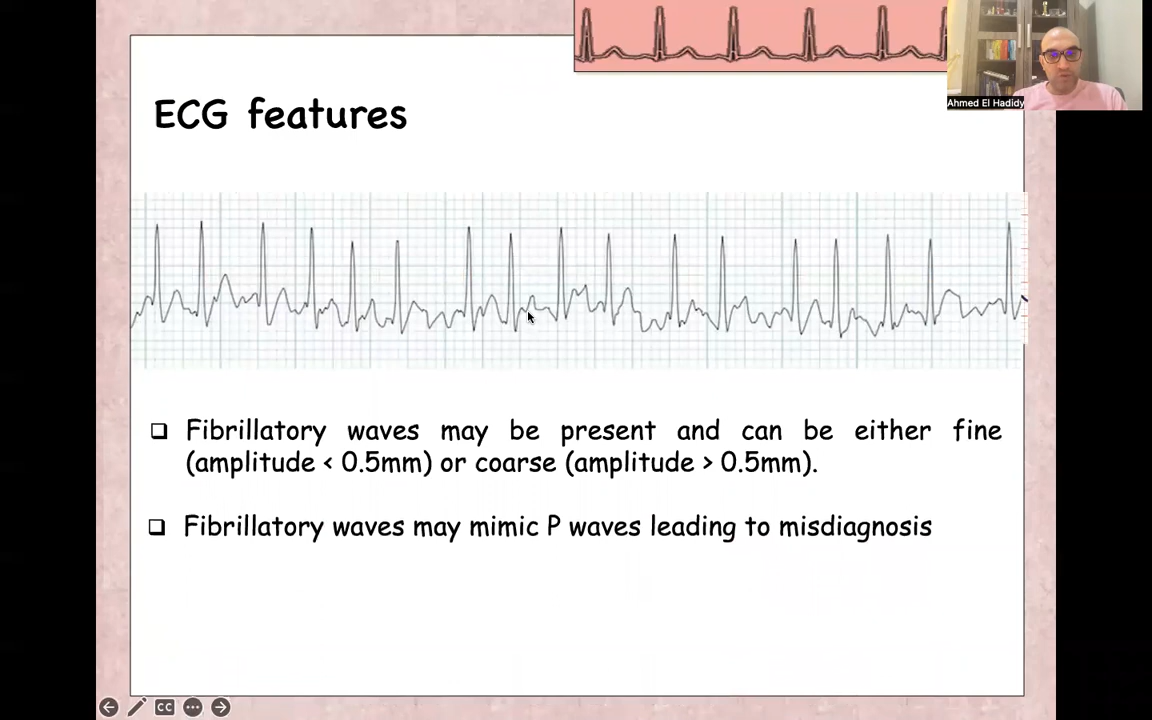 Ahmed El Hadidy
ECG features
Fibrillatory waves may be present and can be either fine
(amplitude < 0.5mm) or coarse (amplitude > 0.5mm).
Fibrillatory waves may mimic P waves leading to misdiagnosis
CC